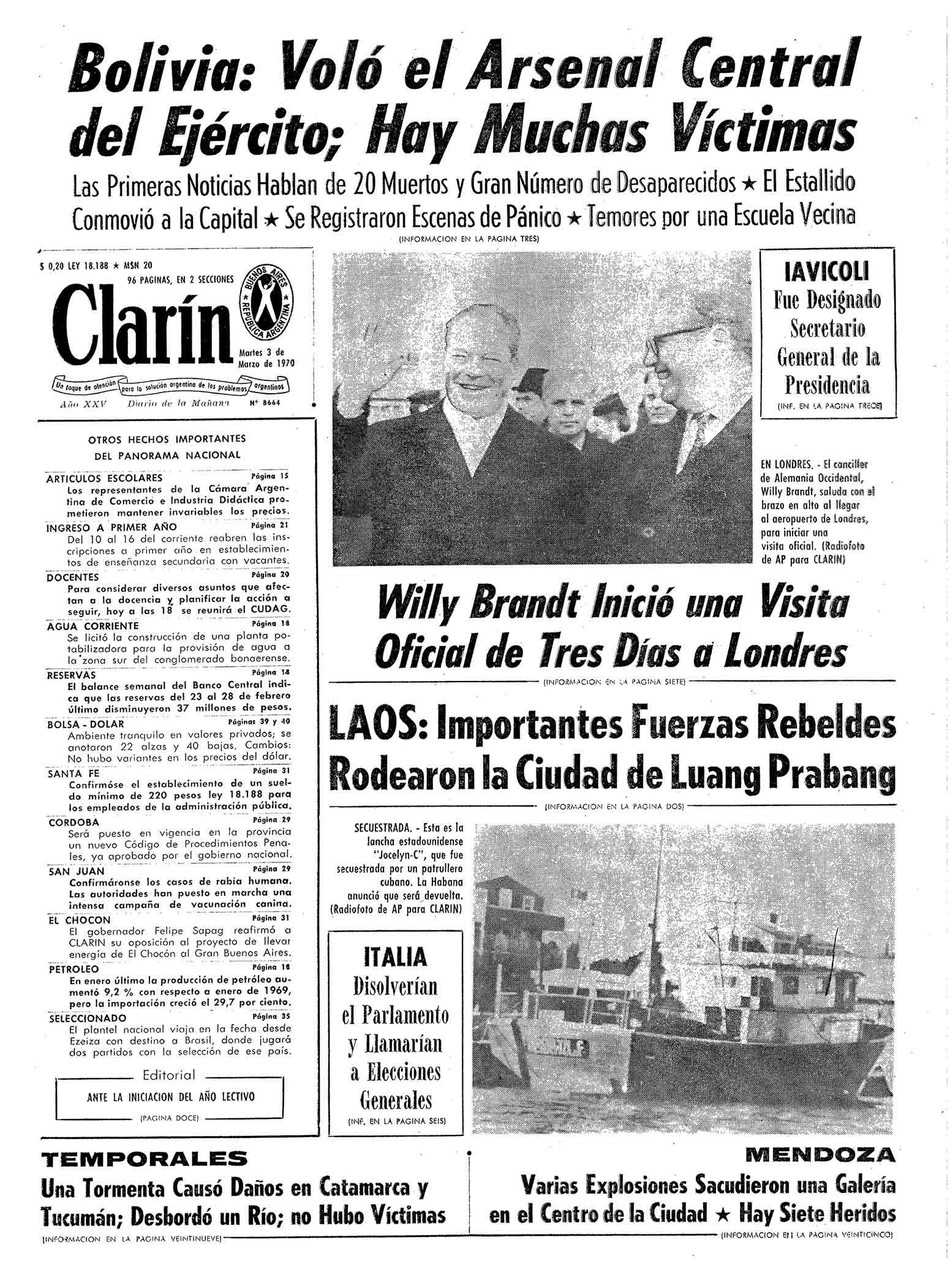 Bolivia: Voló el Arsenal Central
del Ejército; Hay Muchas Víctimas
Las Primeras Noticias Hablan de 20 Muertos y Gran Número de Desaparecidos ★ El Estallido
Conmovió a la Capital ★ Se Registraron Escenas de Pánico ★ Temores por una Escuela Vecina
(INFORMACION EN LA PAGINA TRES)
$ 0,20 LEY 18.188 ★ MSN 20
96 PAGINAS, EN 2 SECCIONES
Clarín
BUENOS AIRES
REPUBLICA ARGENTINA
Martes 3 de
Marzo de 1970
Un toque de atención para la solución argentina de los problemas argentinos
Año XXV Diario de la Mañana Nº 8664
OTROS HECHOS IMPORTANTES
DEL PANORAMA NACIONAL
ARTICULOS ESCOLARES Página 15
Los representantes de la Cámara Argen-
tina de Comercio e Industria Didáctica pro-
metieron mantener invariables los precios.
INGRESO A PRIMER AÑO Página 21
Del 10 al 16 del corriente reabren las ins-
cripciones a primer año en establecimien-
tos de enseñanza secundaria con vacantes.
DOCENTES Página 20
Para considerar diversos asuntos que afec-
tan a la docencia y planificar la acción a
seguir, hoy a las 18 se reunirá el CUDAG.
AGUA CORRIENTE Página 18
Se licitó la construcción de una planta po-
tabilizadora para la provisión de agua a
la zona sur del conglomerado bonaerense.
RESERVAS Página 14
El balance semanal del Banco Central indi-
ca que las reservas del 23 al 28 de febrero
último disminuyeron 37 millones de pesos.
BOLSA - DOLAR Páginas 39 y 40
Ambiente tranquilo en valores privados; se
anotaron 22 alzas y 40 bajas. Cambios:
No hubo variantes en los precios del dólar.
SANTA FE Página 31
Confirmóse el establecimiento de un suel-
do mínimo de 220 pesos ley 18.188 para
los empleados de la administración pública.
CORDOBA Página 29
Será puesto en vigencia en la provincia
un nuevo Código de Procedimientos Pena-
les, ya aprobado por el gobierno nacional.
SAN JUAN Página 29
Confirmáronse los casos de rabia humana.
Las autoridades han puesto en marcha una
intensa campaña de vacunación canina.
EL CHOCON Página 31
El gobernador Felipe Sapag reafirmó a
CLARIN su oposición al proyecto de llevar
energía de El Chocón al Gran Buenos Aires.
PETROLEO Página 18
En enero último la producción de petróleo au-
mentó 9,2 % con respecto a enero de 1969,
pero la importación creció el 29,7 por ciento.
SELECCIONADO Página 35
El plantel nacional viaja en la fecha desde
Ezeiza con destino a Brasil, donde jugará
dos partidos con la selección de ese país.
Editorial
ANTE LA INICIACION DEL AÑO LECTIVO
(PAGINA DOCE)
IAVICOLI
Fue Designado
Secretario
General de la
Presidencia
(INF. EN LA PAGINA TRECE)
EN LONDRES. - El canciller
de Alemania Occidental,
Willy Brandt, saluda con el
brazo en alto al llegar
al aeropuerto de Londres,
para iniciar una
visita oficial. (Radiofoto
de AP para CLARIN)
Willy Brandt Inició una Visita
Oficial de Tres Días a Londres
(INFORMACION EN LA PAGINA SIETE)
LAOS: Importantes Fuerzas Rebeldes
Rodearon la Ciudad de Luang Prabang
(INFORMACION EN LA PAGINA DOS)
SECUESTRADA. - Esta es la
lancha estadounidense
"Jocelyn-C", que fue
secuestrada por un patrullero
cubano. La Habana
anunció que será devuelta.
(Radiofoto de AP para CLARIN)
ITALIA
Disolverían
el Parlamento
y Llamarían
a Elecciones
Generales
(INF. EN LA PAGINA SEIS)
TEMPORALES
Una Tormenta Causó Daños en Catamarca y
Tucumán; Desbordó un Río; no Hubo Víctimas
(INFORMACION EN LA PAGINA VEINTINUEVE)
MENDOZA
Varias Explosiones Sacudieron una Galería
en el Centro de la Ciudad ★ Hay Siete Heridos
(INFORMACION EN LA PAGINA VEINTICINCO)